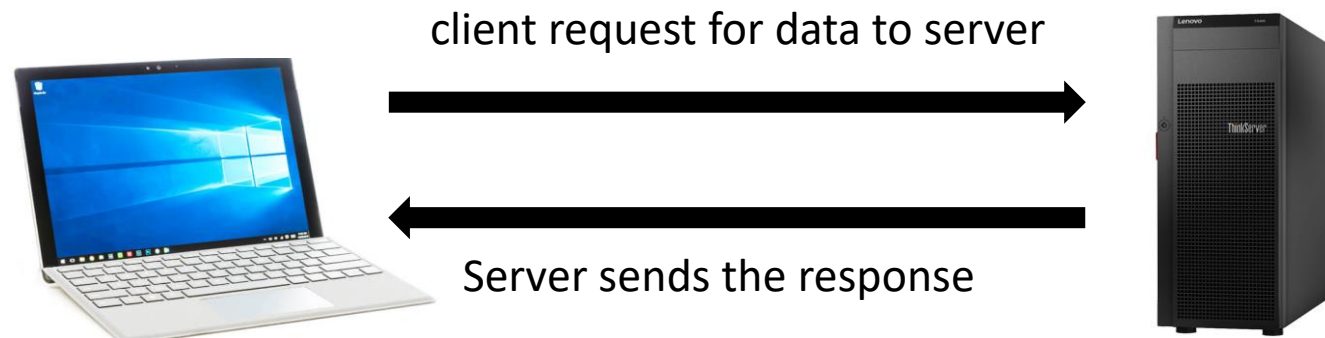 client request for data to server
Lenovo
ThinkServer
Server sends the response